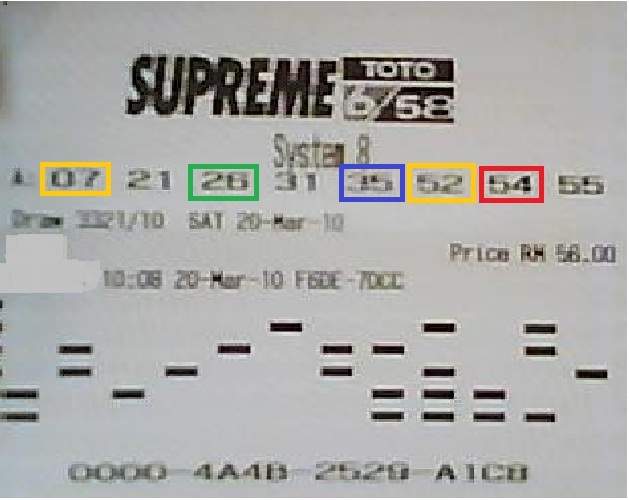 SUPREME TOTO 6/58
System 8
A: 07 21 26 31 35 52 54 55
Draw 3321/10 SAT 20-Mar-10
Price RM 56.00
10:08 20-Mar-10 F6DE-7DCC
0000-4A4B-2529-A1C8